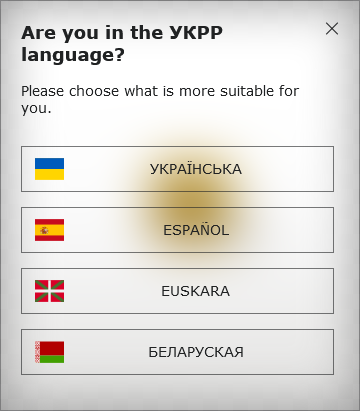 Are you in the УКРР
language?
Please choose what is more suitable for
you.
УКРАЇНСЬКА
ESPAÑOL
EUSKARA
БЕЛАРУСКАЯ